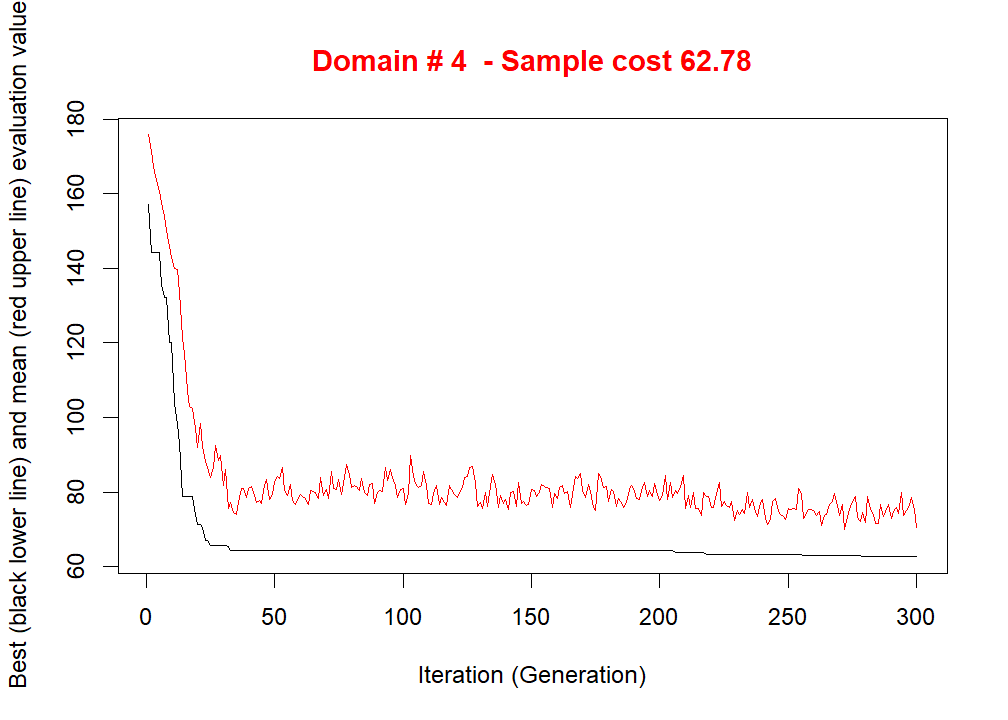 Domain # 4  - Sample cost 62.78
Best (black lower line) and mean (red upper line) evaluation value
180
160
140
120
100
80
60
0 50 100 150 200 250 300
Iteration (Generation)